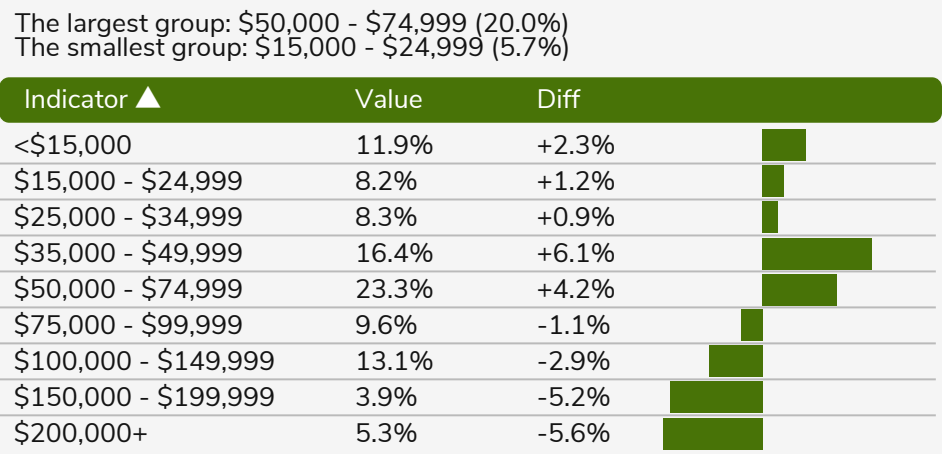 The largest group: $50,000 - $74,999 (20.0%)
The smallest group: $15,000 - $24,999 (5.7%)
Indicator ▲ Value Diff
<$15,000 11.9% +2.3%
$15,000 - $24,999 8.2% +1.2%
$25,000 - $34,999 8.3% +0.9%
$35,000 - $49,999 16.4% +6.1%
$50,000 - $74,999 23.3% +4.2%
$75,000 - $99,999 9.6% -1.1%
$100,000 - $149,999 13.1% -2.9%
$150,000 - $199,999 3.9% -5.2%
$200,000+ 5.3% -5.6%